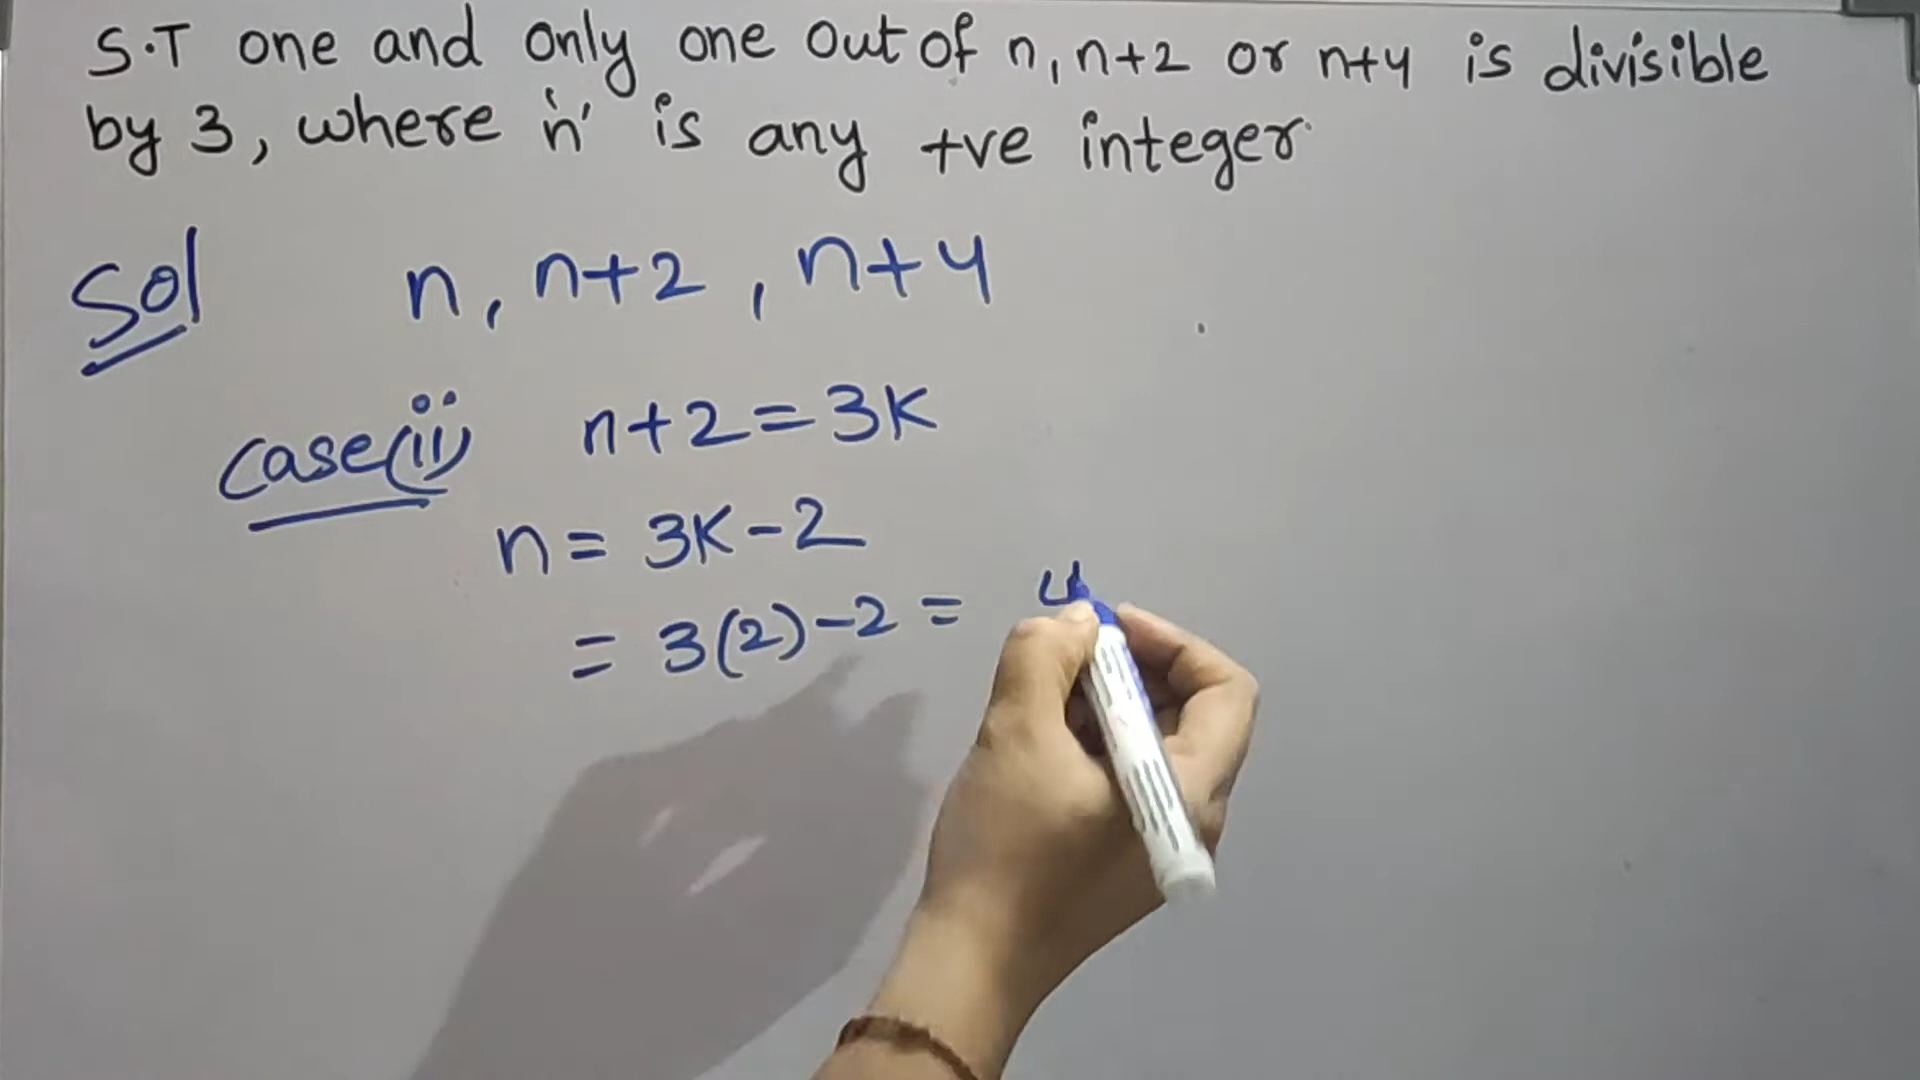 S.T one and only one out of n, n+2 or n+4 is divisible
by 3, where 'n' is any +ve integer
Sol n, n+2, n+4
case(ii) n+2=3K
n= 3K-2
= 3(2)-2 = 4